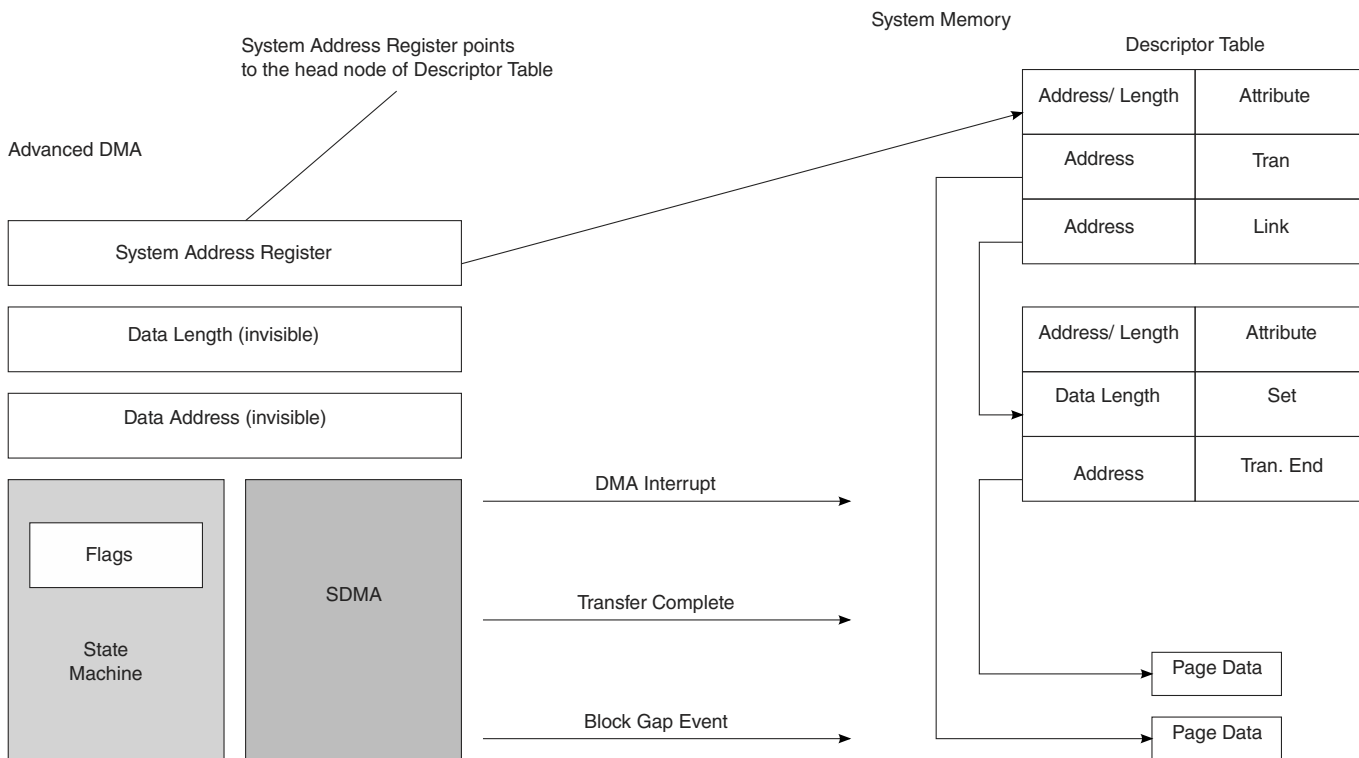 System Memory
System Address Register points
to the head node of Descriptor Table
Descriptor Table
Address/ Length Attribute
Address Tran
Address Link
Advanced DMA
System Address Register
Data Length (invisible)
Data Address (invisible)
Address/ Length Attribute
Data Length Set
Address Tran. End
Flags
State
Machine
SDMA
DMA Interrupt
Transfer Complete
Block Gap Event
Page Data
Page Data